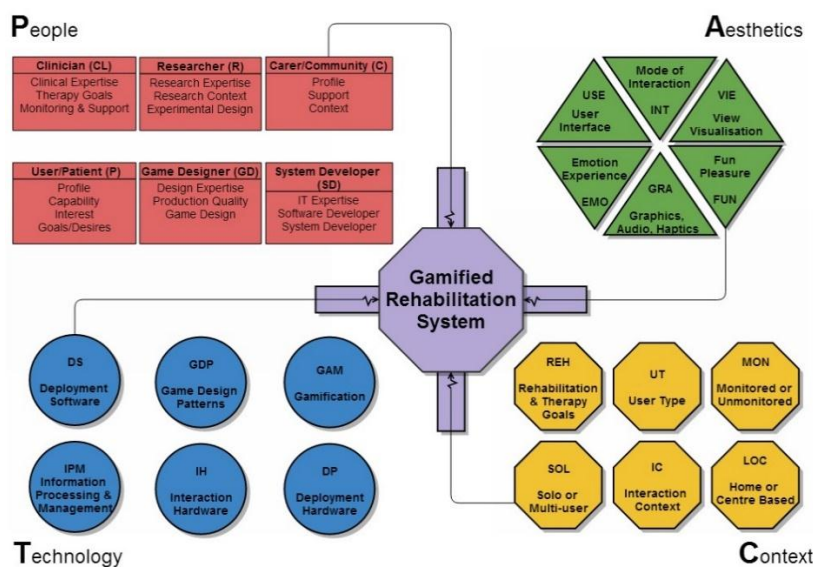 People
Clinician (CL)
Clinical Expertise
Therapy Goals
Monitoring & Support
Researcher (R)
Research Expertise
Research Context
Experimental Design
Carer/Community (C)
Profile
Support
Context
User/Patient (P)
Profile
Capability
Interest
Goals/Desires
Game Designer (GD)
Design Expertise
Production Quality
Game Design
System Developer
(SD)
IT Expertise
Software Developer
System Developer
Aesthetics
USE
User
Interface
Mode of
Interaction
INT
VIE
View
Visualisation
Emotion
Experience
EMO
GRA
Graphics,
Audio, Haptics
Fun
Pleasure
FUN
Gamified
Rehabilitation
System
DS
Deployment
Software
GDP
Game Design
Patterns
GAM
Gamification
IPM
Information
Processing &
Management
IH
Interaction
Hardware
DP
Deployment
Hardware
Technology
REH
Rehabilitation
& Therapy
Goals
UT
User Type
MON
Monitored or
Unmonitored
SOL
Solo or
Multi-user
IC
Interaction
Context
LOC
Home or
Centre Based
Context